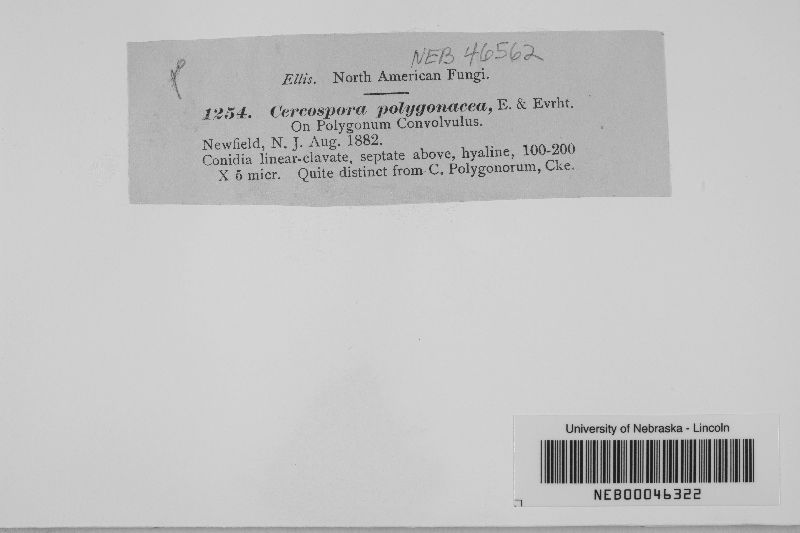 NEB 46562
Ellis. North American Fungi.
1254. Cercospora polygonacea, E. & Evrht.
On Polygonum Convolvulus.
Newfield, N. J. Aug. 1882.
Conidia linear-clavate, septate above, hyaline, 100-200
X 5 micr. Quite distinct from C. Polygonorum, Cke.
University of Nebraska - Lincoln
NEB00046322